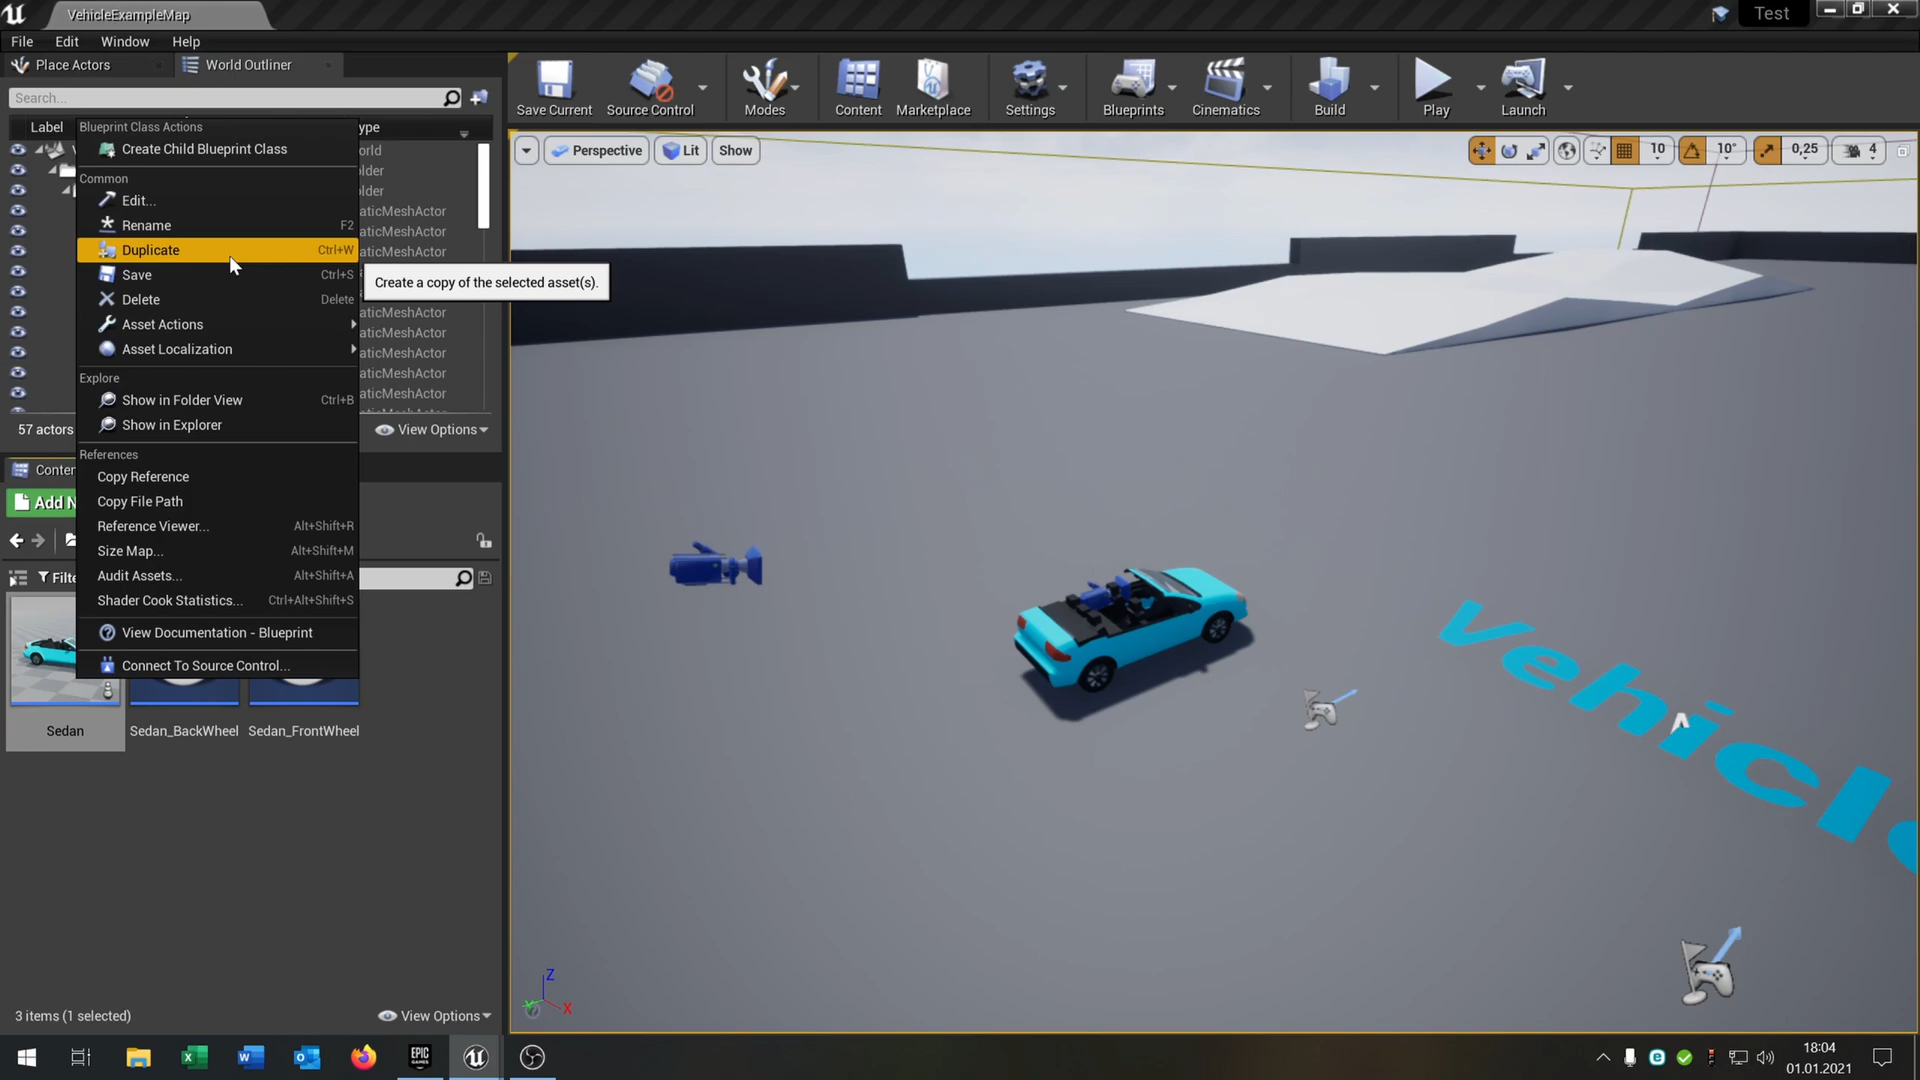 VehicleExampleMap
Test
File Edit Window Help
Place Actors
World Outliner
Search...
Label
ype
Save Current
Source Control
Modes
Content
Marketplace
Settings
Blueprints
Cinematics
Build
Play
Launch
Perspective
Lit
Show
10
10°
0,25
4
Blueprint Class Actions
Create Child Blueprint Class
Common
Edit...
Rename F2
Duplicate Ctrl+W
Save Ctrl+S
Delete Delete
Asset Actions
Asset Localization
Explore
Show in Folder View Ctrl+B
Show in Explorer
References
Copy Reference
Copy File Path
Reference Viewer... Alt+Shift+R
Size Map... Alt+Shift+M
Audit Assets... Alt+Shift+A
Shader Cook Statistics... Ctrl+Alt+Shift+S
View Documentation - Blueprint
Connect To Source Control...
Create a copy of the selected asset(s).
orld
lder
lder
aticMeshActor
aticMeshActor
aticMeshActor
aticMeshActor
aticMeshActor
aticMeshActor
aticMeshActor
aticMeshActor
57 actors
View Options
Conter
Add N
Filte
Sedan
Sedan_BackWheel
Sedan_FrontWheel
3 items (1 selected)
View Options
Vehicle
Z
X
EPIC
GAMES
18:04
01.01.2021